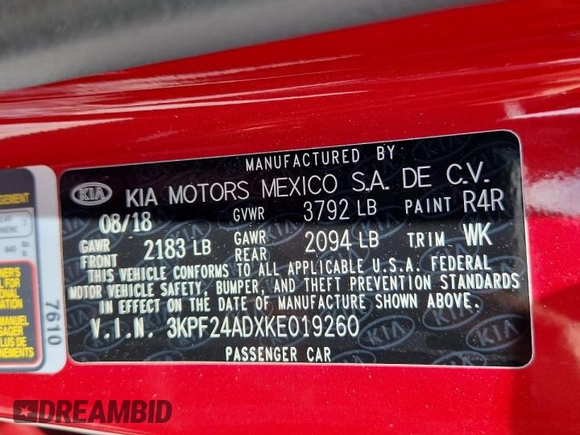 MANUFACTURED BY
KIA KIA MOTORS MEXICO S.A. DE C.V.
08/18 GVWR 3792 LB PAINT R4R
GAWR FRONT 2183 LB GAWR REAR 2094 LB TRIM WK
THIS VEHICLE CONFORMS TO ALL APPLICABLE U.S.A. FEDERAL
MOTOR VEHICLE SAFETY, BUMPER, AND THEFT PREVENTION STANDARDS
IN EFFECT ON THE DATE OF MANUFACTURE SHOWN ABOVE.
V.I.N. 3KPF24ADXKE019260
PASSENGER CAR
7610
DREAMBID